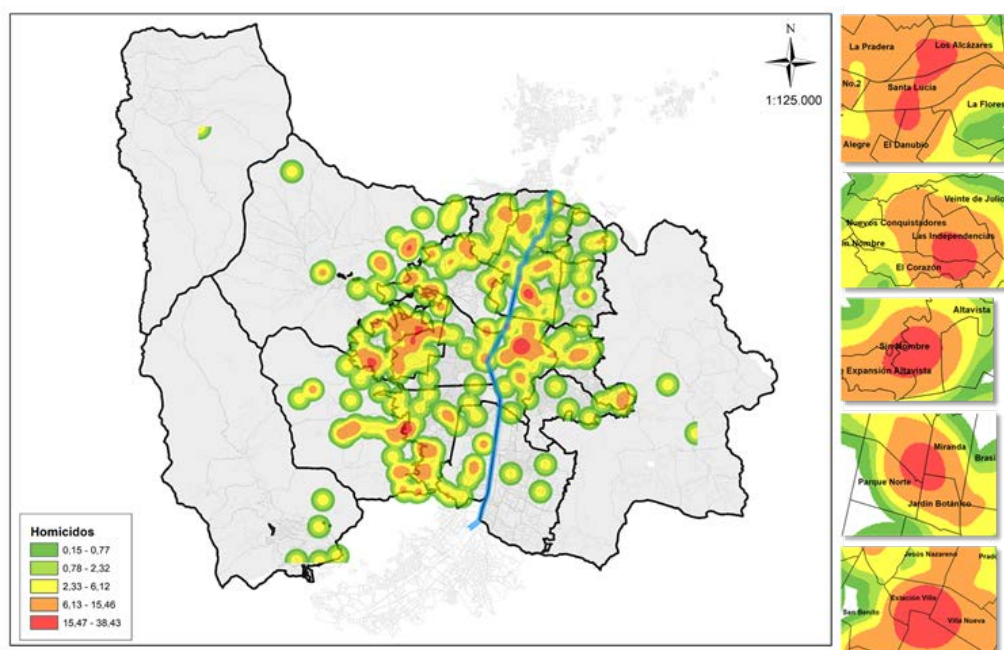 N
1:125.000
Homicidos
0,15 - 0,77
0,78 - 2,32
2,33 - 6,12
6,13 - 15,46
15,47 - 38,43
La Pradera
Los Alcázares
No.2
Santa Lucía
La Flores
Alegre
El Danubio
Veinte de Julio
Nuevos Conquistadores
Las Independencias
m Nombre
El Corazón
Altavista
Sin Nombre
e Expansión Altavista
Miranda
Brasi
Parque Norte
Jardín Botánico
Jesús Nazareno
Prado
Estación Villa
San Benito
Villa Nueva